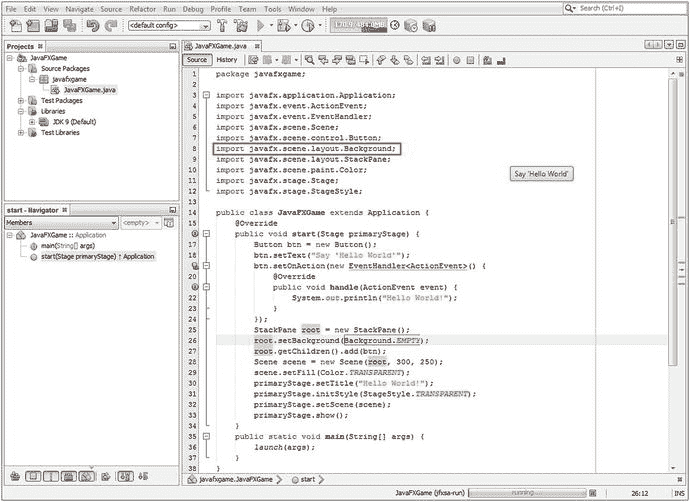 File Edit View Navigate Source Refactor Run Debug Profile Team Tools Window Help
Search (Ctrl+I)
<default config>
Projects
JavaFXGame
Source Packages
javafxgame
JavaFXGame.java
Test Packages
Libraries
JDK 9 (Default)
Test Libraries
start - Navigator
Members
<empty>
JavaFXGame :: Application
main(String[] args)
start(Stage primaryStage) ↑ Application
JavaFXGame.java
Source History
1 package javafxgame;
2
3 import javafx.application.Application;
4 import javafx.event.ActionEvent;
5 import javafx.event.EventHandler;
6 import javafx.scene.Scene;
7 import javafx.scene.control.Button;
8 import javafx.scene.layout.Background;
9 import javafx.scene.layout.StackPane;
10 import javafx.scene.paint.Color;
11 import javafx.stage.Stage;
12 import javafx.stage.StageStyle;
Say 'Hello World'
14 public class JavaFXGame extends Application {
15 @Override
public void start(Stage primaryStage) {
17 Button btn = new Button();
18 btn.setText("Say 'Hello World'");
btn.setOnAction(new EventHandler<ActionEvent>() {
20 @Override
public void handle(ActionEvent event) {
22 System.out.println("Hello World!");
23 }
24 });
25 StackPane root = new StackPane();
26 root.setBackground(Background.EMPTY);
27 root.getChildren().add(btn);
28 Scene scene = new Scene(root, 300, 250);
29 scene.setFill(Color.TRANSPARENT);
30 primaryStage.setTitle("Hello World!");
31 primaryStage.initStyle(StageStyle.TRANSPARENT);
32 primaryStage.setScene(scene);
33 primaryStage.show();
34 }
35 public static void main(String[] args) {
36 launch(args);
37 }
38 }
javafxgame.JavaFXGame start
JavaFXGame (jfxsa-run) running... 26:12 INS